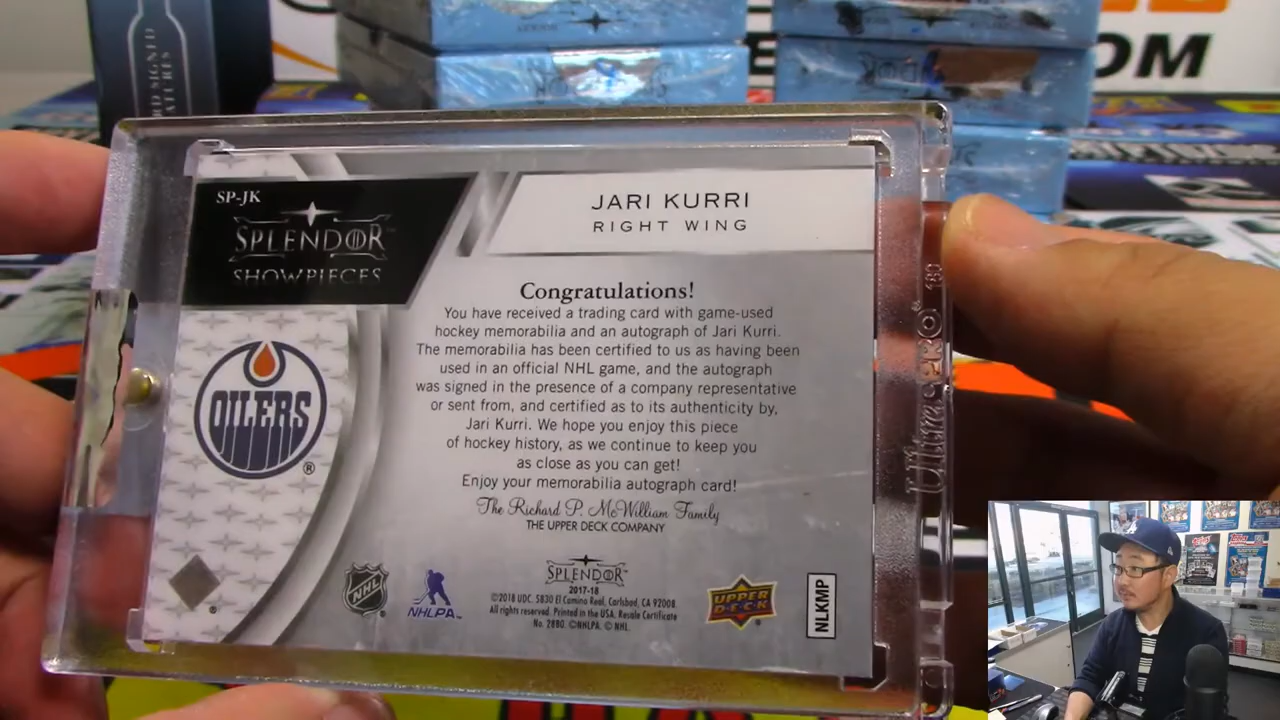 SP-JK
SPLENDOR™
SHOWPIECES
JARI KURRI
RIGHT WING
Congratulations!
You have received a trading card with game-used
hockey memorabilia and an autograph of Jari Kurri.
The memorabilia has been certified to us as having been
used in an official NHL game, and the autograph
was signed in the presence of a company representative
or sent from, and certified as to its authenticity by,
Jari Kurri. We hope you enjoy this piece
of hockey history, as we continue to keep you
as close as you can get!
Enjoy your memorabilia autograph card!
The Richard P. McWilliam Family
THE UPPER DECK COMPANY
OILERS
®
NHL
NHLPA
SPLENDOR
2017-18
©2018 UDC. 5830 El Camino Real, Carlsbad, CA 92008.
All rights reserved. Printed in the USA. Resale Certificate
No. 2880. ©NHLPA. © NHL.
UPPER
DECK
NLKMP
Ultra PRO
180
OM